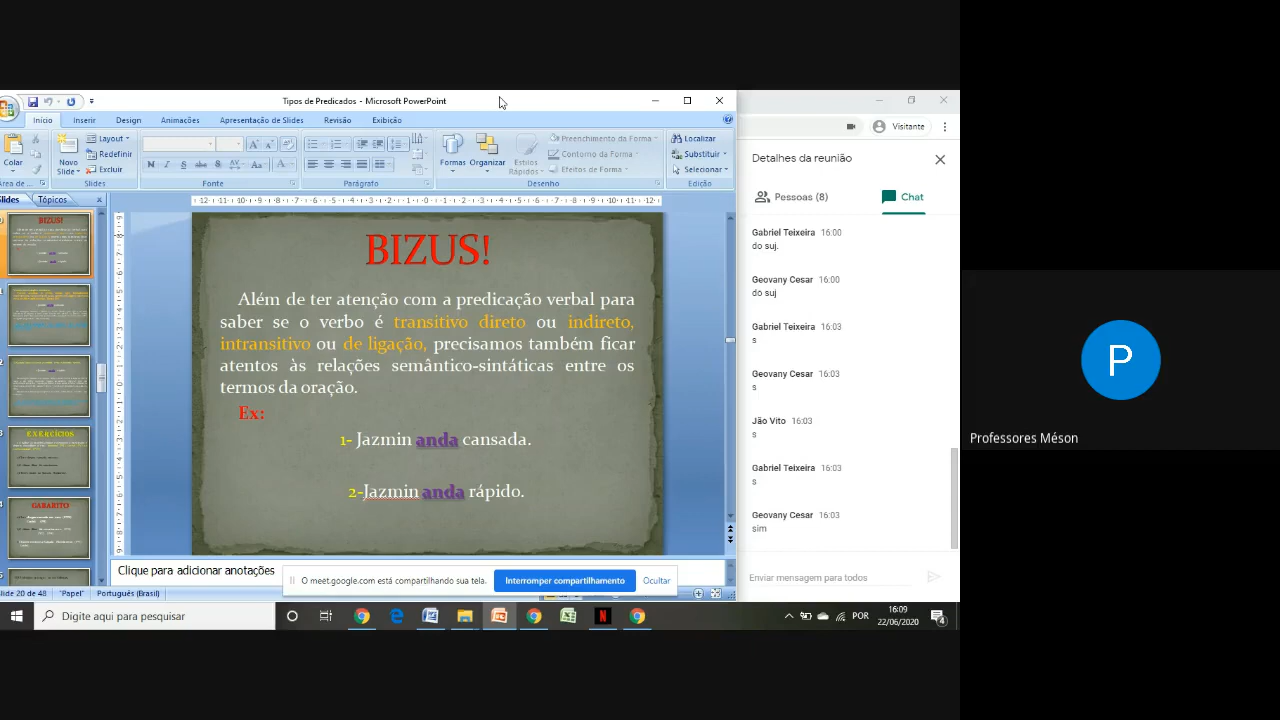 Tipos de Predicados - Microsoft PowerPoint
Início Inserir Design Animações Apresentação de Slides Revisão Exibição
Colar
Novo Slide
Layout
Redefinir
Excluir
Slides
Fonte
Parágrafo
Formas
Organizar
Estilos Rápidos
Preenchimento da Forma
Contorno da Forma
Efeitos de Forma
Desenho
Localizar
Substituir
Selecionar
Edição
Tópicos
BIZUS!
Além de ter atenção com a predicação verbal para
saber se o verbo é transitivo direto ou indireto,
intransitivo ou de ligação, precisamos também ficar
atentos às relações semântico-sintáticas entre os
termos da oração.
Ex:
1- Jazmin anda cansada.
2-Jazmin anda rápido.
BIZUS!
EXERCÍCIOS
GABARITO
Clique para adicionar anotações
O meet.google.com está compartilhando sua tela.
Interromper compartilhamento
Ocultar
"Papel"
Português (Brasil)
Digite aqui para pesquisar
POR
16:09
22/06/2020
4
Visitante
Detalhes da reunião
Pessoas (8)
Chat
Gabriel Teixeira 16:00
do suj.
Geovany Cesar 16:00
do suj
Gabriel Teixeira 16:03
s
Geovany Cesar 16:03
s
Jão Vito 16:03
s
Gabriel Teixeira 16:03
s
Geovany Cesar 16:03
sim
Enviar mensagem para todos
P
Professores Méson